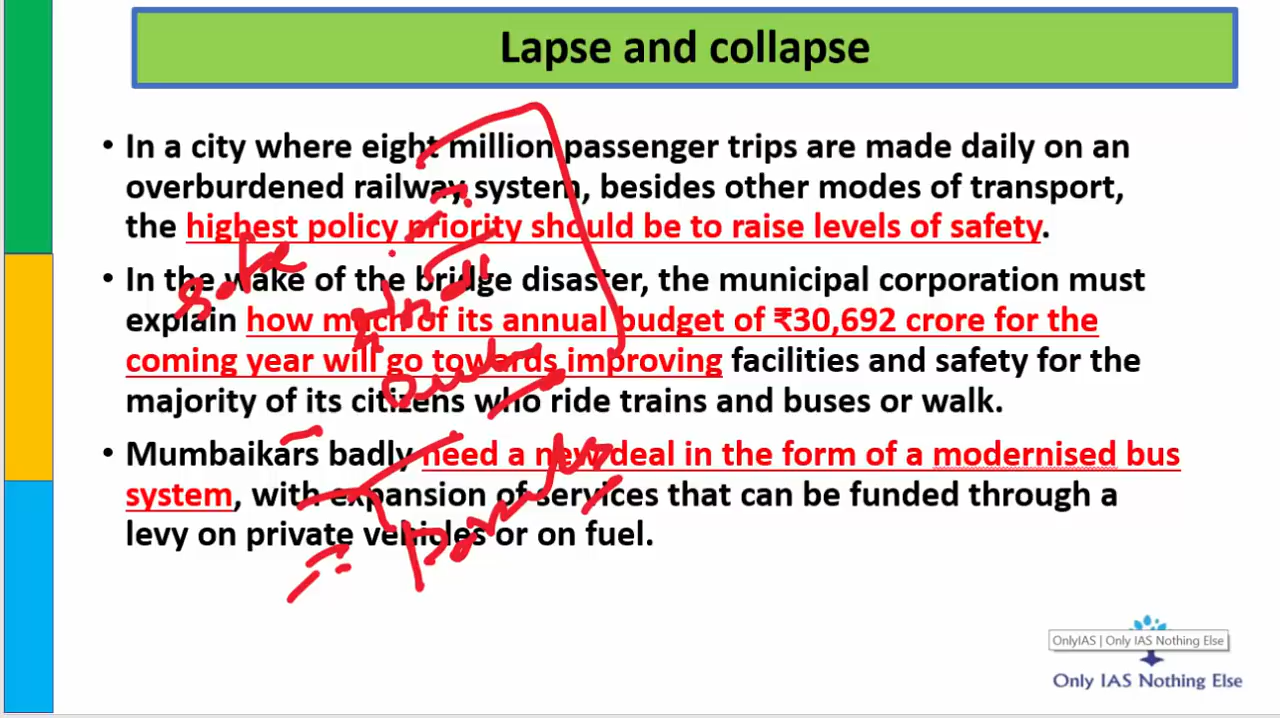 Lapse and collapse
• In a city where eight million passenger trips are made daily on an
overburdened railway system, besides other modes of transport,
the highest policy priority should be to raise levels of safety.
• In the wake of the bridge disaster, the municipal corporation must
explain how much of its annual budget of ₹30,692 crore for the
coming year will go towards improving facilities and safety for the
majority of its citizens who ride trains and buses or walk.
• Mumbaikars badly need a new deal in the form of a modernised bus
system, with expansion of services that can be funded through a
levy on private vehicles or on fuel.
OnlyIAS | Only IAS Nothing Else
Only IAS Nothing Else